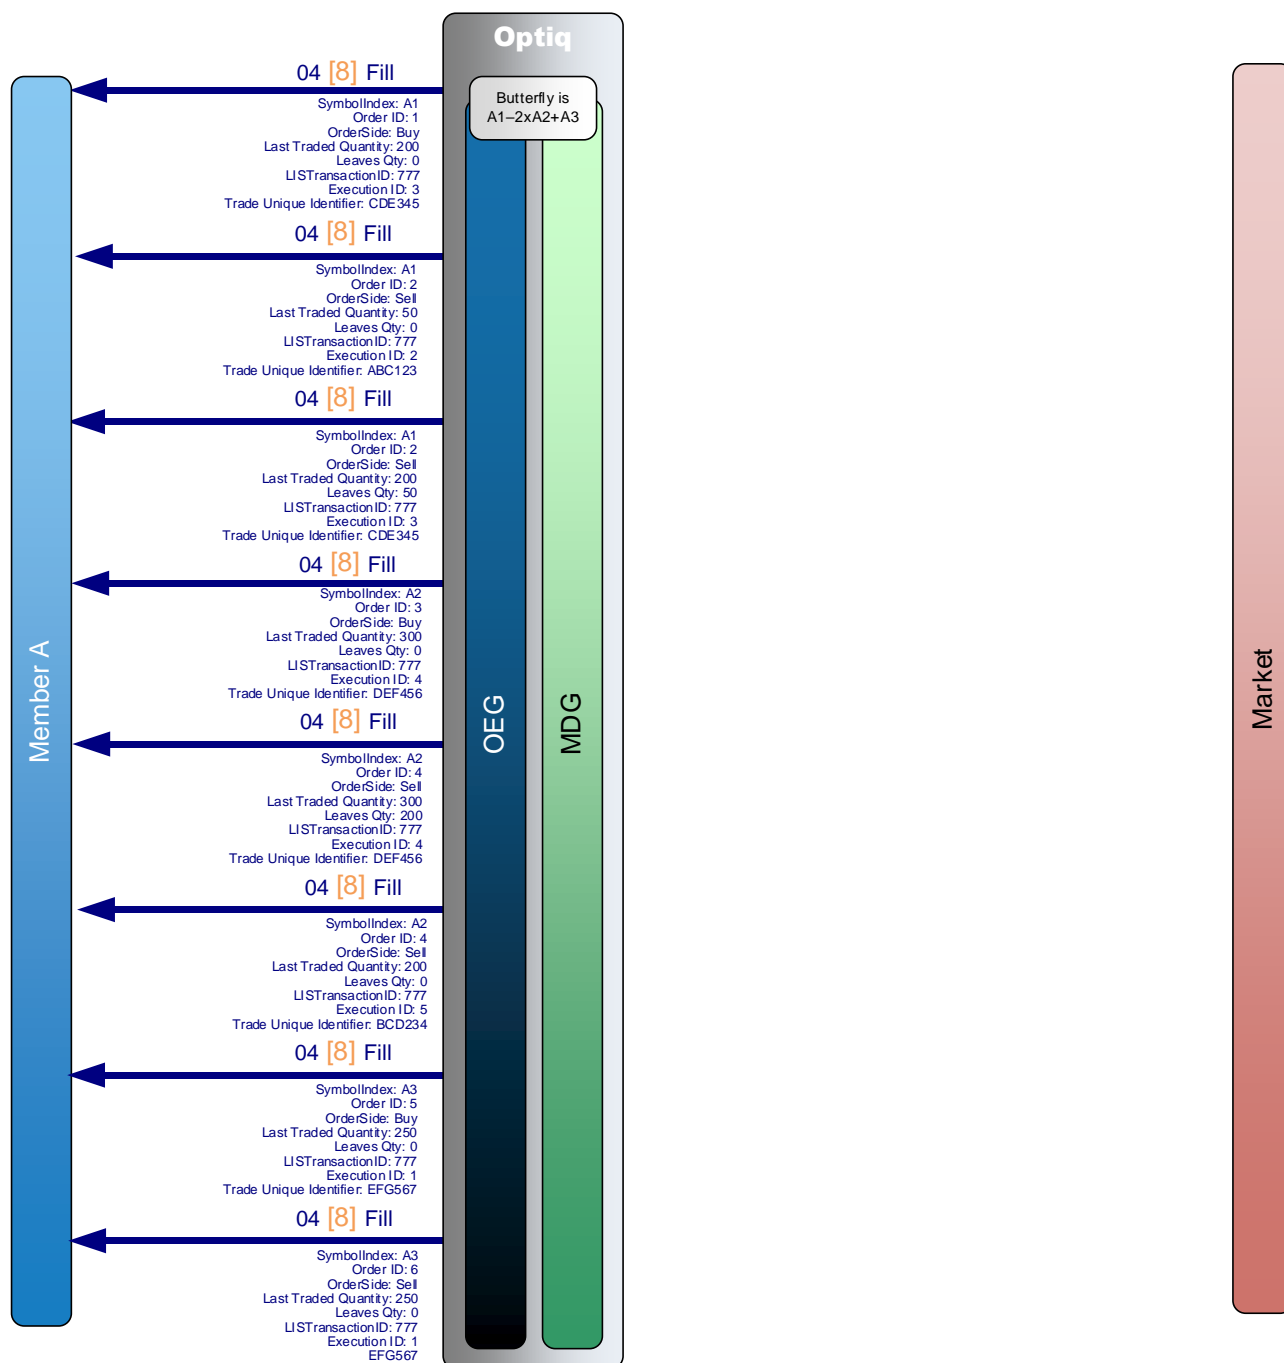 Optiq
Butterfly is
A1–2xA2+A3
04 [8] Fill
SymbolIndex: A1
Order ID: 1
OrderSide: Buy
Last Traded Quantity: 200
Leaves Qty: 0
LISTransactionID: 777
Execution ID: 3
Trade Unique Identifier: CDE345
04 [8] Fill
SymbolIndex: A1
Order ID: 2
OrderSide: Sell
Last Traded Quantity: 50
Leaves Qty: 0
LISTransactionID: 777
Execution ID: 2
Trade Unique Identifier: ABC123
04 [8] Fill
SymbolIndex: A1
Order ID: 2
OrderSide: Sell
Last Traded Quantity: 200
Leaves Qty: 50
LISTransactionID: 777
Execution ID: 3
Trade Unique Identifier: CDE345
04 [8] Fill
SymbolIndex: A2
Order ID: 3
OrderSide: Buy
Last Traded Quantity: 300
Leaves Qty: 0
LISTransactionID: 777
Execution ID: 4
Trade Unique Identifier: DEF456
04 [8] Fill
SymbolIndex: A2
Order ID: 4
OrderSide: Sell
Last Traded Quantity: 300
Leaves Qty: 200
LISTransactionID: 777
Execution ID: 4
Trade Unique Identifier: DEF456
04 [8] Fill
SymbolIndex: A2
Order ID: 4
OrderSide: Sell
Last Traded Quantity: 200
Leaves Qty: 0
LISTransactionID: 777
Execution ID: 5
Trade Unique Identifier: BCD234
04 [8] Fill
SymbolIndex: A3
Order ID: 5
OrderSide: Buy
Last Traded Quantity: 250
Leaves Qty: 0
LISTransactionID: 777
Execution ID: 1
Trade Unique Identifier: EFG567
04 [8] Fill
SymbolIndex: A3
Order ID: 6
OrderSide: Sell
Last Traded Quantity: 250
Leaves Qty: 0
LISTransactionID: 777
Execution ID: 1
EFG567
Member A
OEG
MDG
Market